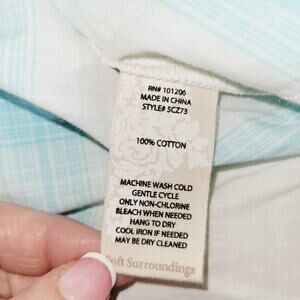 RN# 101206
MADE IN CHINA
STYLE# 5CZ73
100% COTTON
MACHINE WASH COLD
GENTLE CYCLE
ONLY NON-CHLORINE
BLEACH WHEN NEEDED
HANG TO DRY
COOL IRON IF NEEDED
MAY BE DRY CLEANED
Soft Surroundings